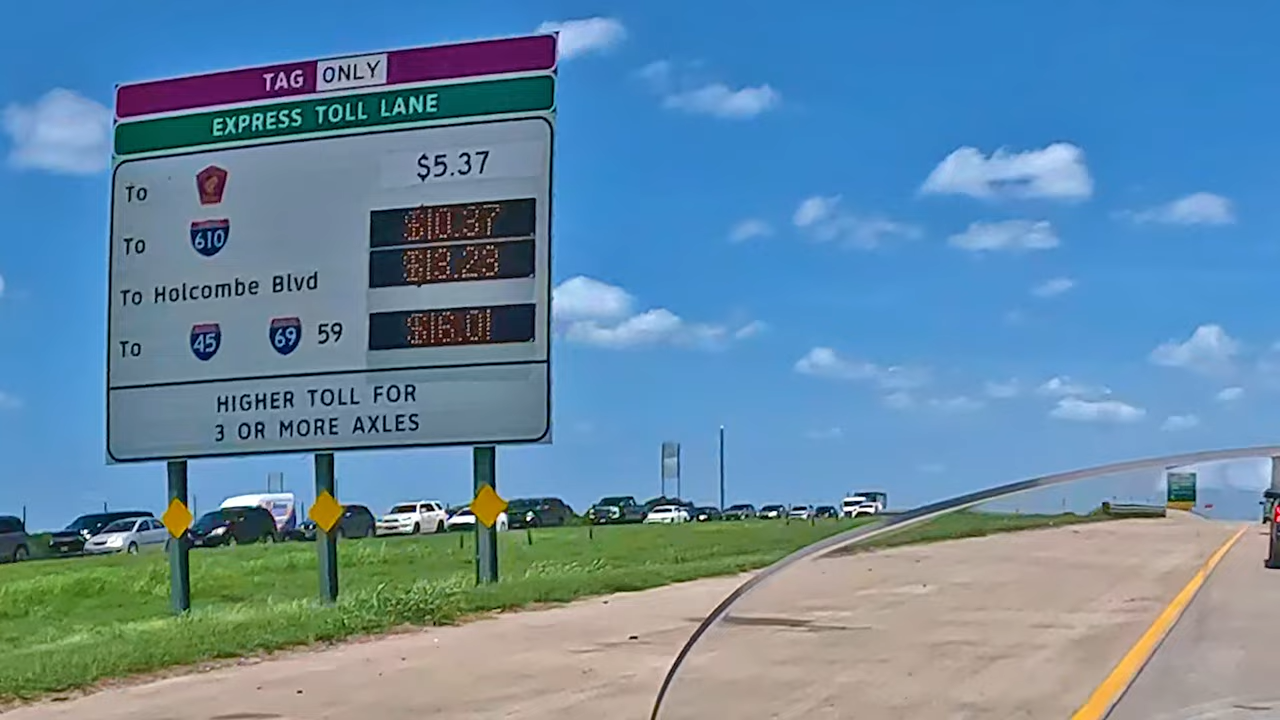 TAG ONLY
EXPRESS TOLL LANE
To $5.37
To 610 $10.37
To Holcombe Blvd $13.23
To 45 69 59 $16.01
HIGHER TOLL FOR
3 OR MORE AXLES